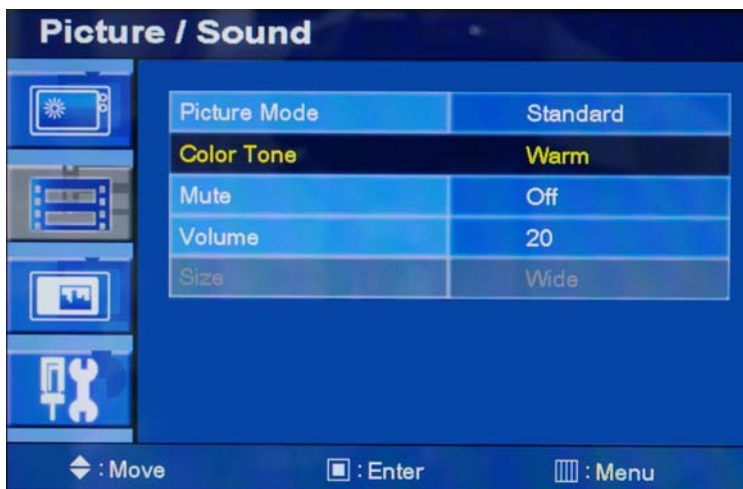 Picture / Sound
Picture Mode Standard
Color Tone Warm
Mute Off
Volume 20
Size Wide
: Move : Enter : Menu